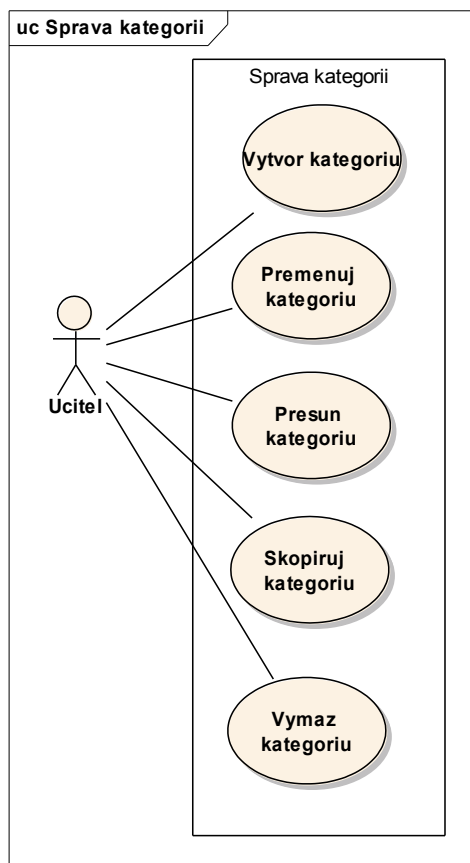 uc Sprava kategorii
Sprava kategorii
Vytvor kategoriu
Premenuj
kategoriu
Ucitel
Presun
kategoriu
Skopiruj
kategoriu
Vymaz
kategoriu